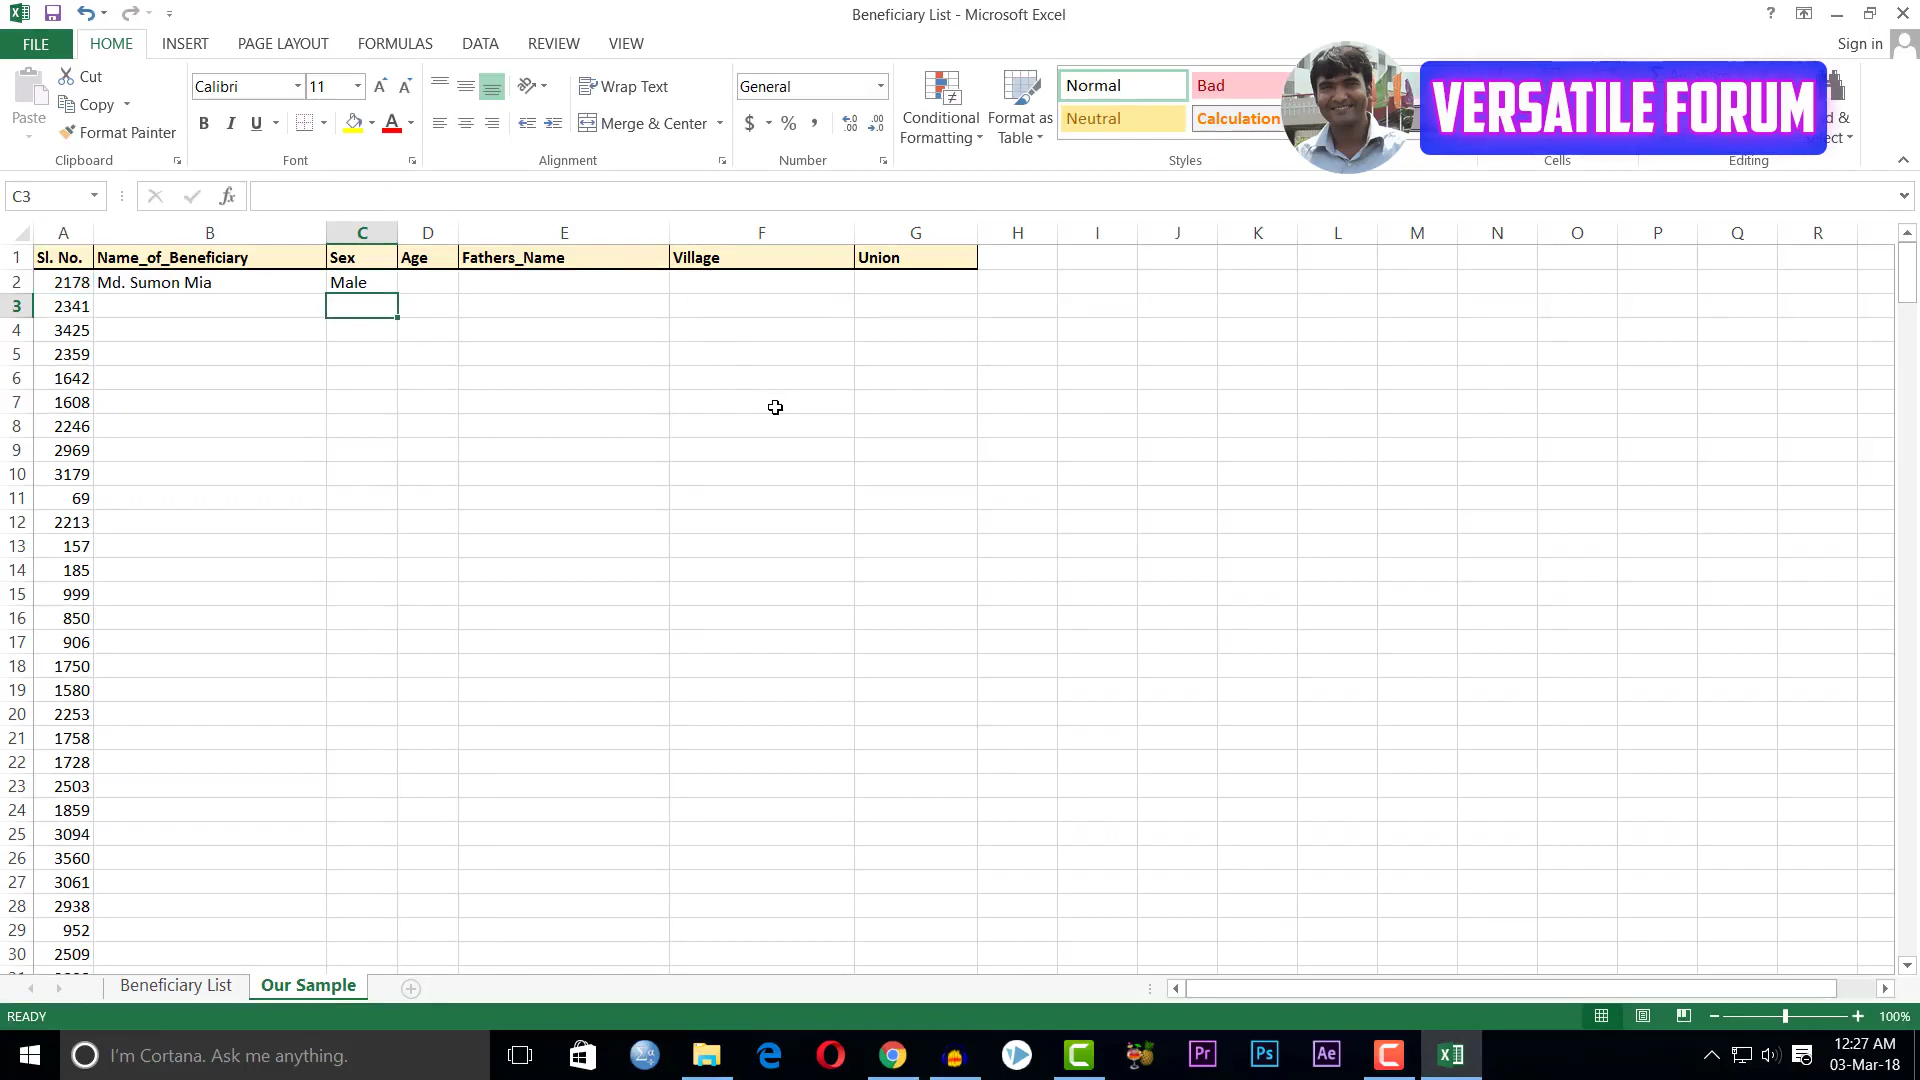 Beneficiary List - Microsoft Excel
?
FILE HOME INSERT PAGE LAYOUT FORMULAS DATA REVIEW VIEW Sign in
Cut
Copy
Format Painter
Paste
Clipboard
Calibri 11
B I U
Font
Wrap Text
Merge & Center
Alignment
General
$ %
Number
Conditional Formatting
Format as Table
Normal Bad
Neutral Calculation
Styles
Cells
Editing
VERSATILE FORUM
C3 fx
A B C D E F G H I J K L M N O P Q R
1 Sl. No. Name_of_Beneficiary Sex Age Fathers_Name Village Union
2 2178 Md. Sumon Mia Male
3 2341
4 3425
5 2359
6 1642
7 1608
8 2246
9 2969
10 3179
11 69
12 2213
13 157
14 185
15 999
16 850
17 906
18 1750
19 1580
20 2253
21 1758
22 1728
23 2503
24 1859
25 3094
26 3560
27 3061
28 2938
29 952
30 2509
Beneficiary List Our Sample
READY 100%
I'm Cortana. Ask me anything.
Pr Ps Ae
12:27 AM
03-Mar-18